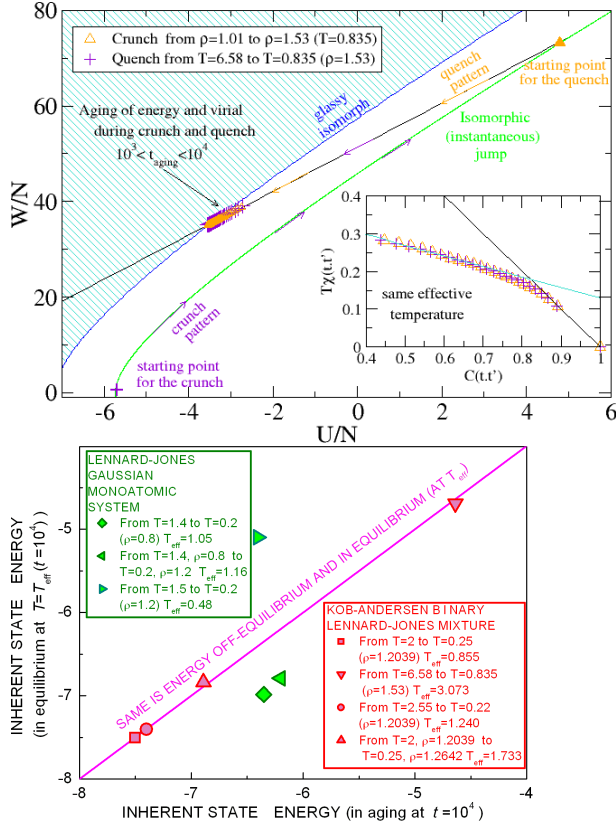 80
60
40
20
0
W/N
Crunch from ρ=1.01 to ρ=1.53 (T=0.835)
Quench from T=6.58 to T=0.835 (ρ=1.53)
Aging of energy and virial
during crunch and quench
10³< t_aging<10⁴
glassy
isomorph
quench
pattern
starting point
for the quench
Isomorphic
(instantaneous)
jump
crunch
pattern
starting point
for the crunch
0.4
0.3
0.2
0.1
0
Tχ(t.t')
same effective
temperature
0.4 0.5 0.6 0.7 0.8 0.9 1
C(t.t')
-6 -4 -2 0 2 4 6
U/N
LENNARD-JONES
GAUSSIAN
MONOATOMIC
SYSTEM
From T=1.4 to T=0.2
(ρ=0.8) T_eff=1.05
From T=1.4, ρ=0.8 to
T=0.2, ρ=1.2 T_eff=1.16
From T=1.5 to T=0.2
(ρ=1.2) T_eff=0.48
SAME IS ENERGY OFF-EQUILIBRIUM AND IN EQUILIBRIUM (AT T_eff)
KOB-ANDERSEN BINARY
LENNARD-JONES MIXTURE
From T=2 to T=0.25
(ρ=1.2039) T_eff=0.855
From T=6.58 to T=0.835
(ρ=1.53) T_eff=3.073
From T=2.55 to T=0.22
(ρ=1.2039) T_eff=1.240
From T=2, ρ=1.2039 to
T=0.25, ρ=1.2642 T_eff=1.733
-5
-6
-7
-8
INHERENT STATE ENERGY
(in equilibrium at T=T_eff(t=10⁴)
-8 -7 -6 -5 -4
INHERENT STATE ENERGY (in aging at t=10⁴)